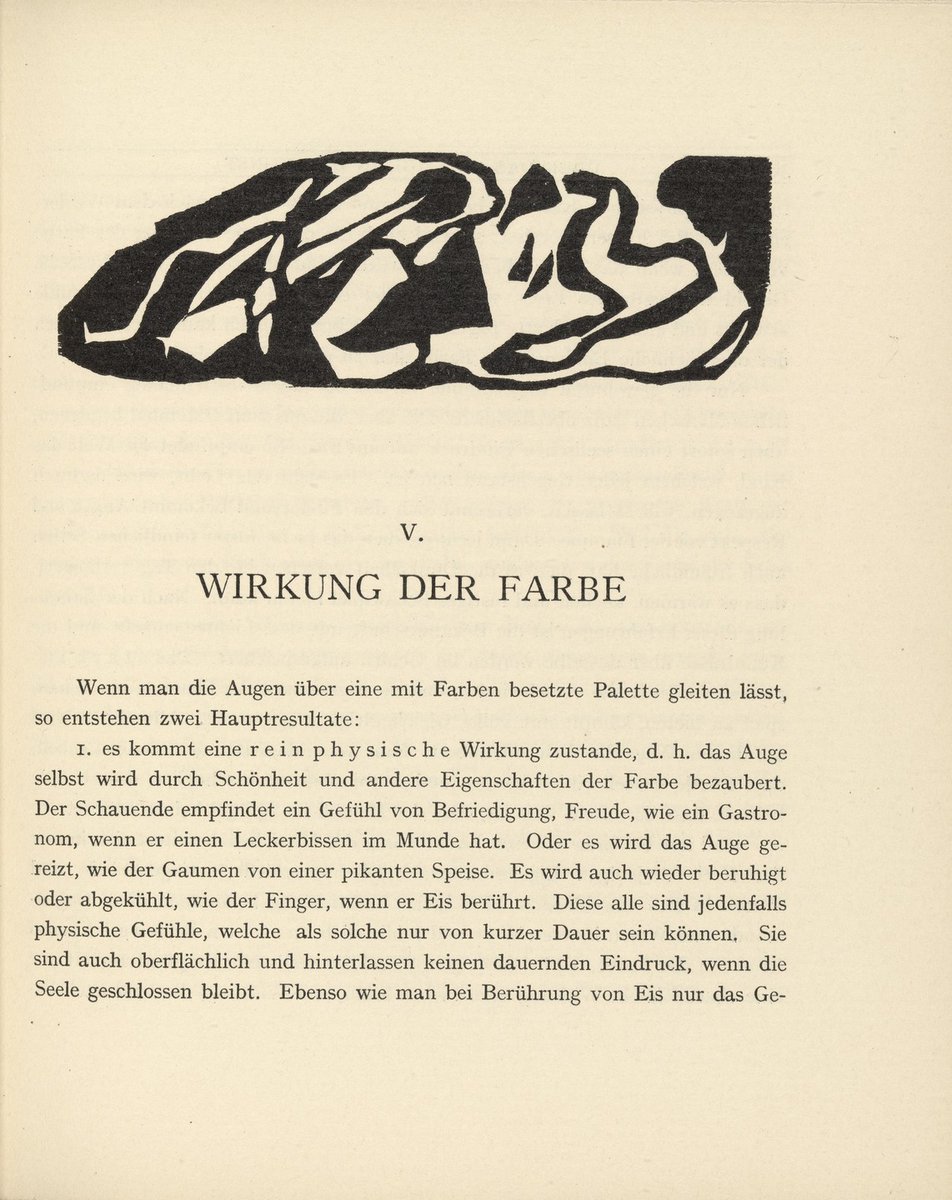 V.
WIRKUNG DER FARBE
Wenn man die Augen über eine mit Farben besetzte Palette gleiten lässt,
so entstehen zwei Hauptresultate:
1. es kommt eine rein physische Wirkung zustande, d. h. das Auge
selbst wird durch Schönheit und andere Eigenschaften der Farbe bezaubert.
Der Schauende empfindet ein Gefühl von Befriedigung, Freude, wie ein Gastro-
nom, wenn er einen Leckerbissen im Munde hat. Oder es wird das Auge ge-
reizt, wie der Gaumen von einer pikanten Speise. Es wird auch wieder beruhigt
oder abgekühlt, wie der Finger, wenn er Eis berührt. Diese alle sind jedenfalls
physische Gefühle, welche als solche nur von kurzer Dauer sein können. Sie
sind auch oberflächlich und hinterlassen keinen dauernden Eindruck, wenn die
Seele geschlossen bleibt. Ebenso wie man bei Berührung von Eis nur das Ge-